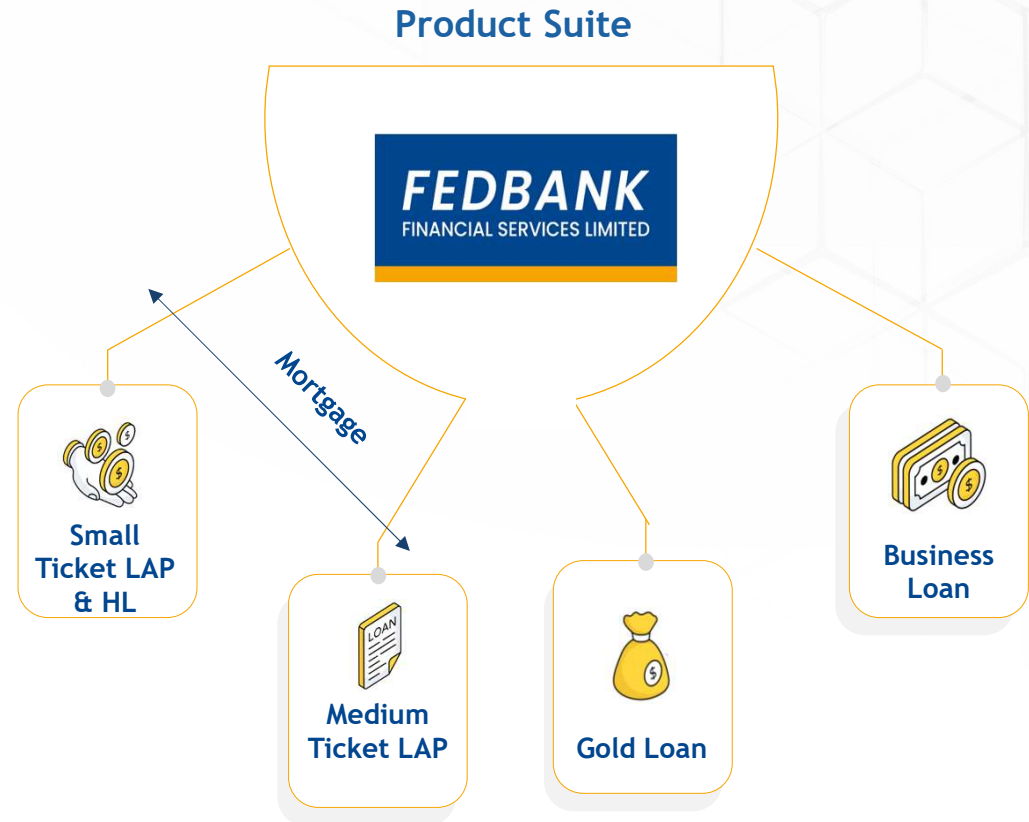 Product Suite
FEDBANK
FINANCIAL SERVICES LIMITED
Mortgage
Small
Ticket LAP
& HL
LOAN
Medium
Ticket LAP
$
Gold Loan
Business
Loan